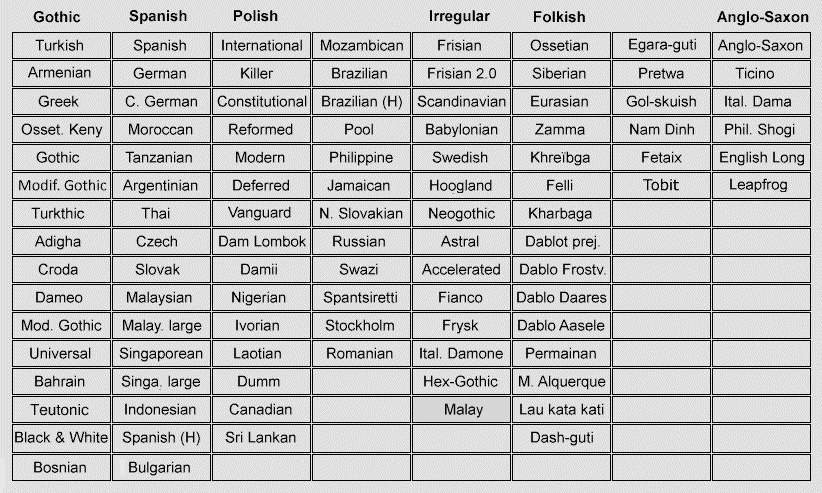 Gothic Spanish Polish Irregular Folkish Anglo-Saxon
Turkish Spanish International Mozambican Frisian Ossetian Egara-guti Anglo-Saxon
Armenian German Killer Brazilian Frisian 2.0 Siberian Pretwa Ticino
Greek C. German Constitutional Brazilian (H) Scandinavian Eurasian Gol-skuish Ital. Dama
Osset. Keny Moroccan Reformed Pool Babylonian Zamma Nam Dinh Phil. Shogi
Gothic Tanzanian Modern Philippine Swedish Khreïbga Fetaix English Long
Modif. Gothic Argentinian Deferred Jamaican Hoogland Felli Tobit Leapfrog
Turkthic Thai Vanguard N. Slovakian Neogothic Kharbaga
Adigha Czech Dam Lombok Russian Astral Dablot prej.
Croda Slovak Damii Swazi Accelerated Dablo Frostv.
Dameo Malaysian Nigerian Spantsiretti Fianco Dablo Daares
Mod. Gothic Malay. large Ivorian Stockholm Frysk Dablo Aasele
Universal Singaporean Laotian Romanian Ital. Damone Permainan
Bahrain Singa. large Dumm Hex-Gothic M. Alquerque
Teutonic Indonesian Canadian Malay Lau kata kati
Black & White Spanish (H) Sri Lankan Dash-guti
Bosnian Bulgarian